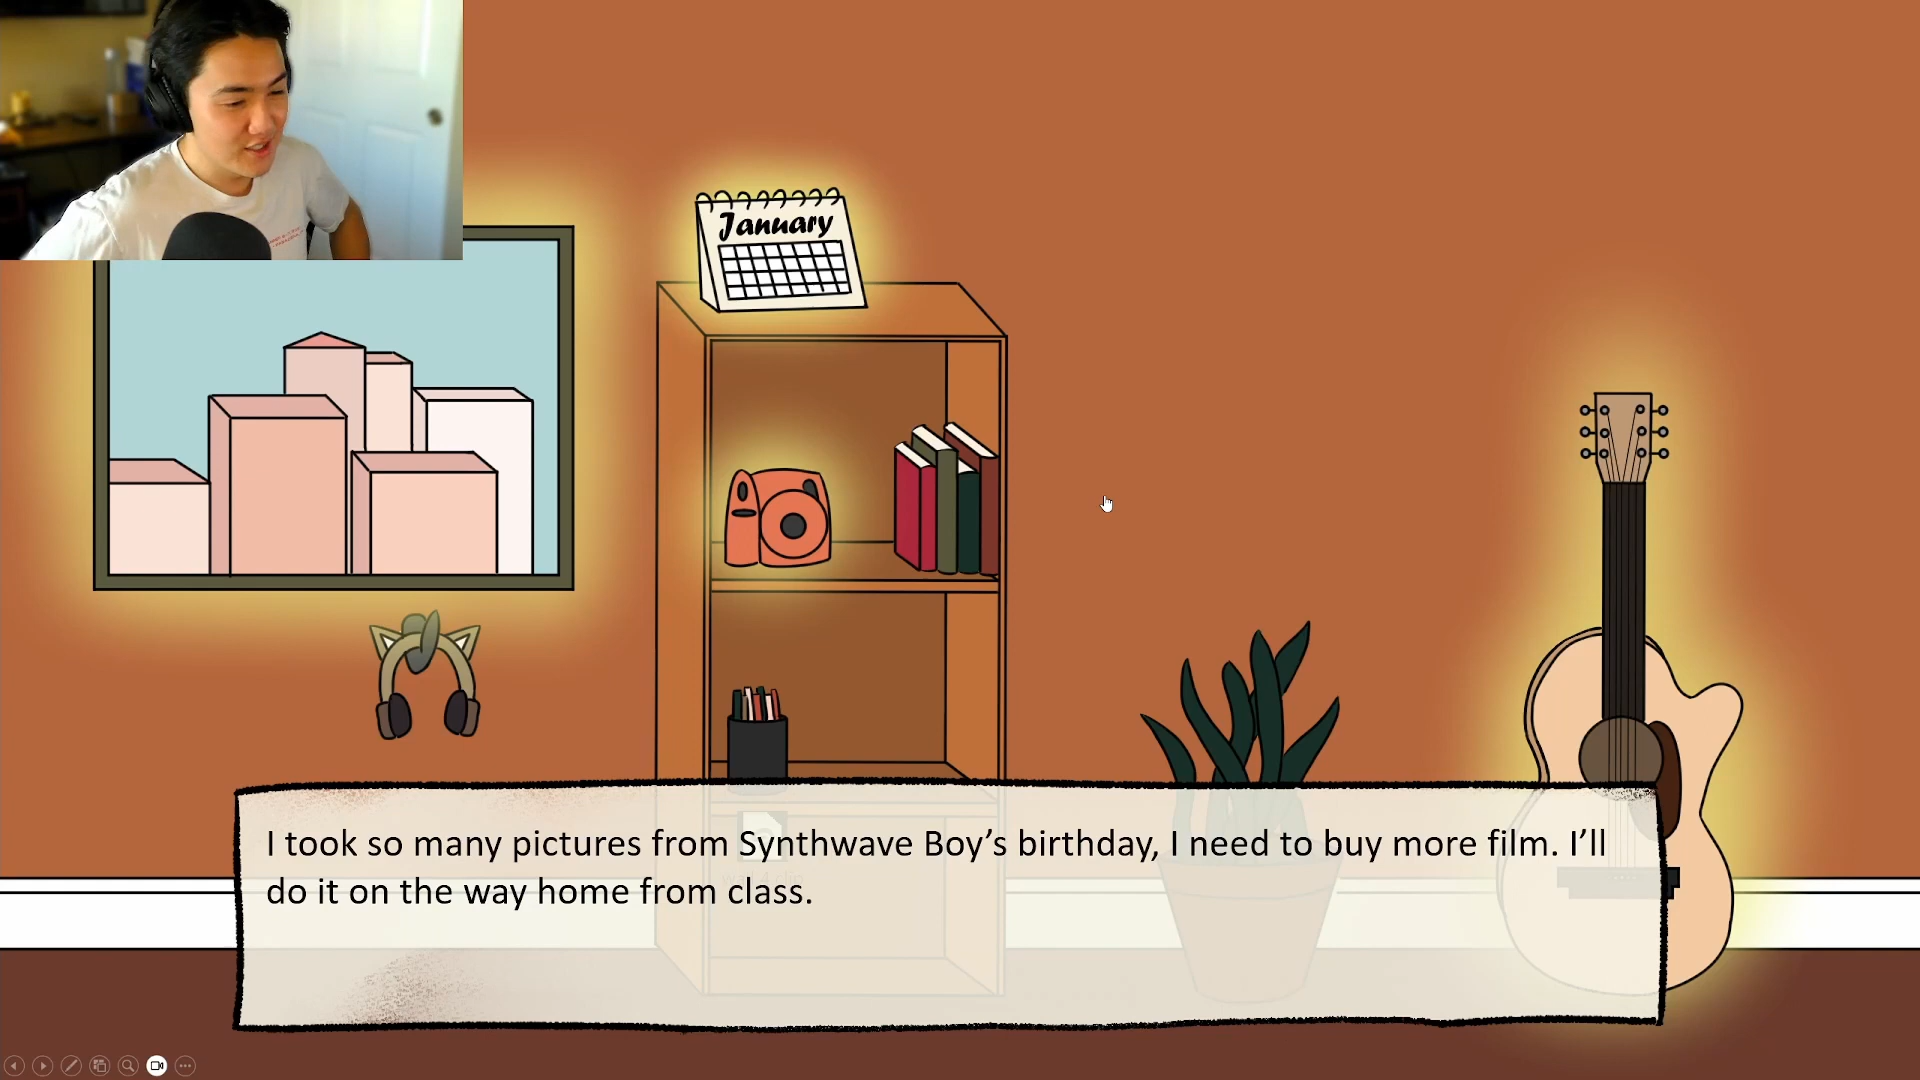 January
I took so many pictures from Synthwave Boy’s birthday, I need to buy more film. I’ll
do it on the way home from class.